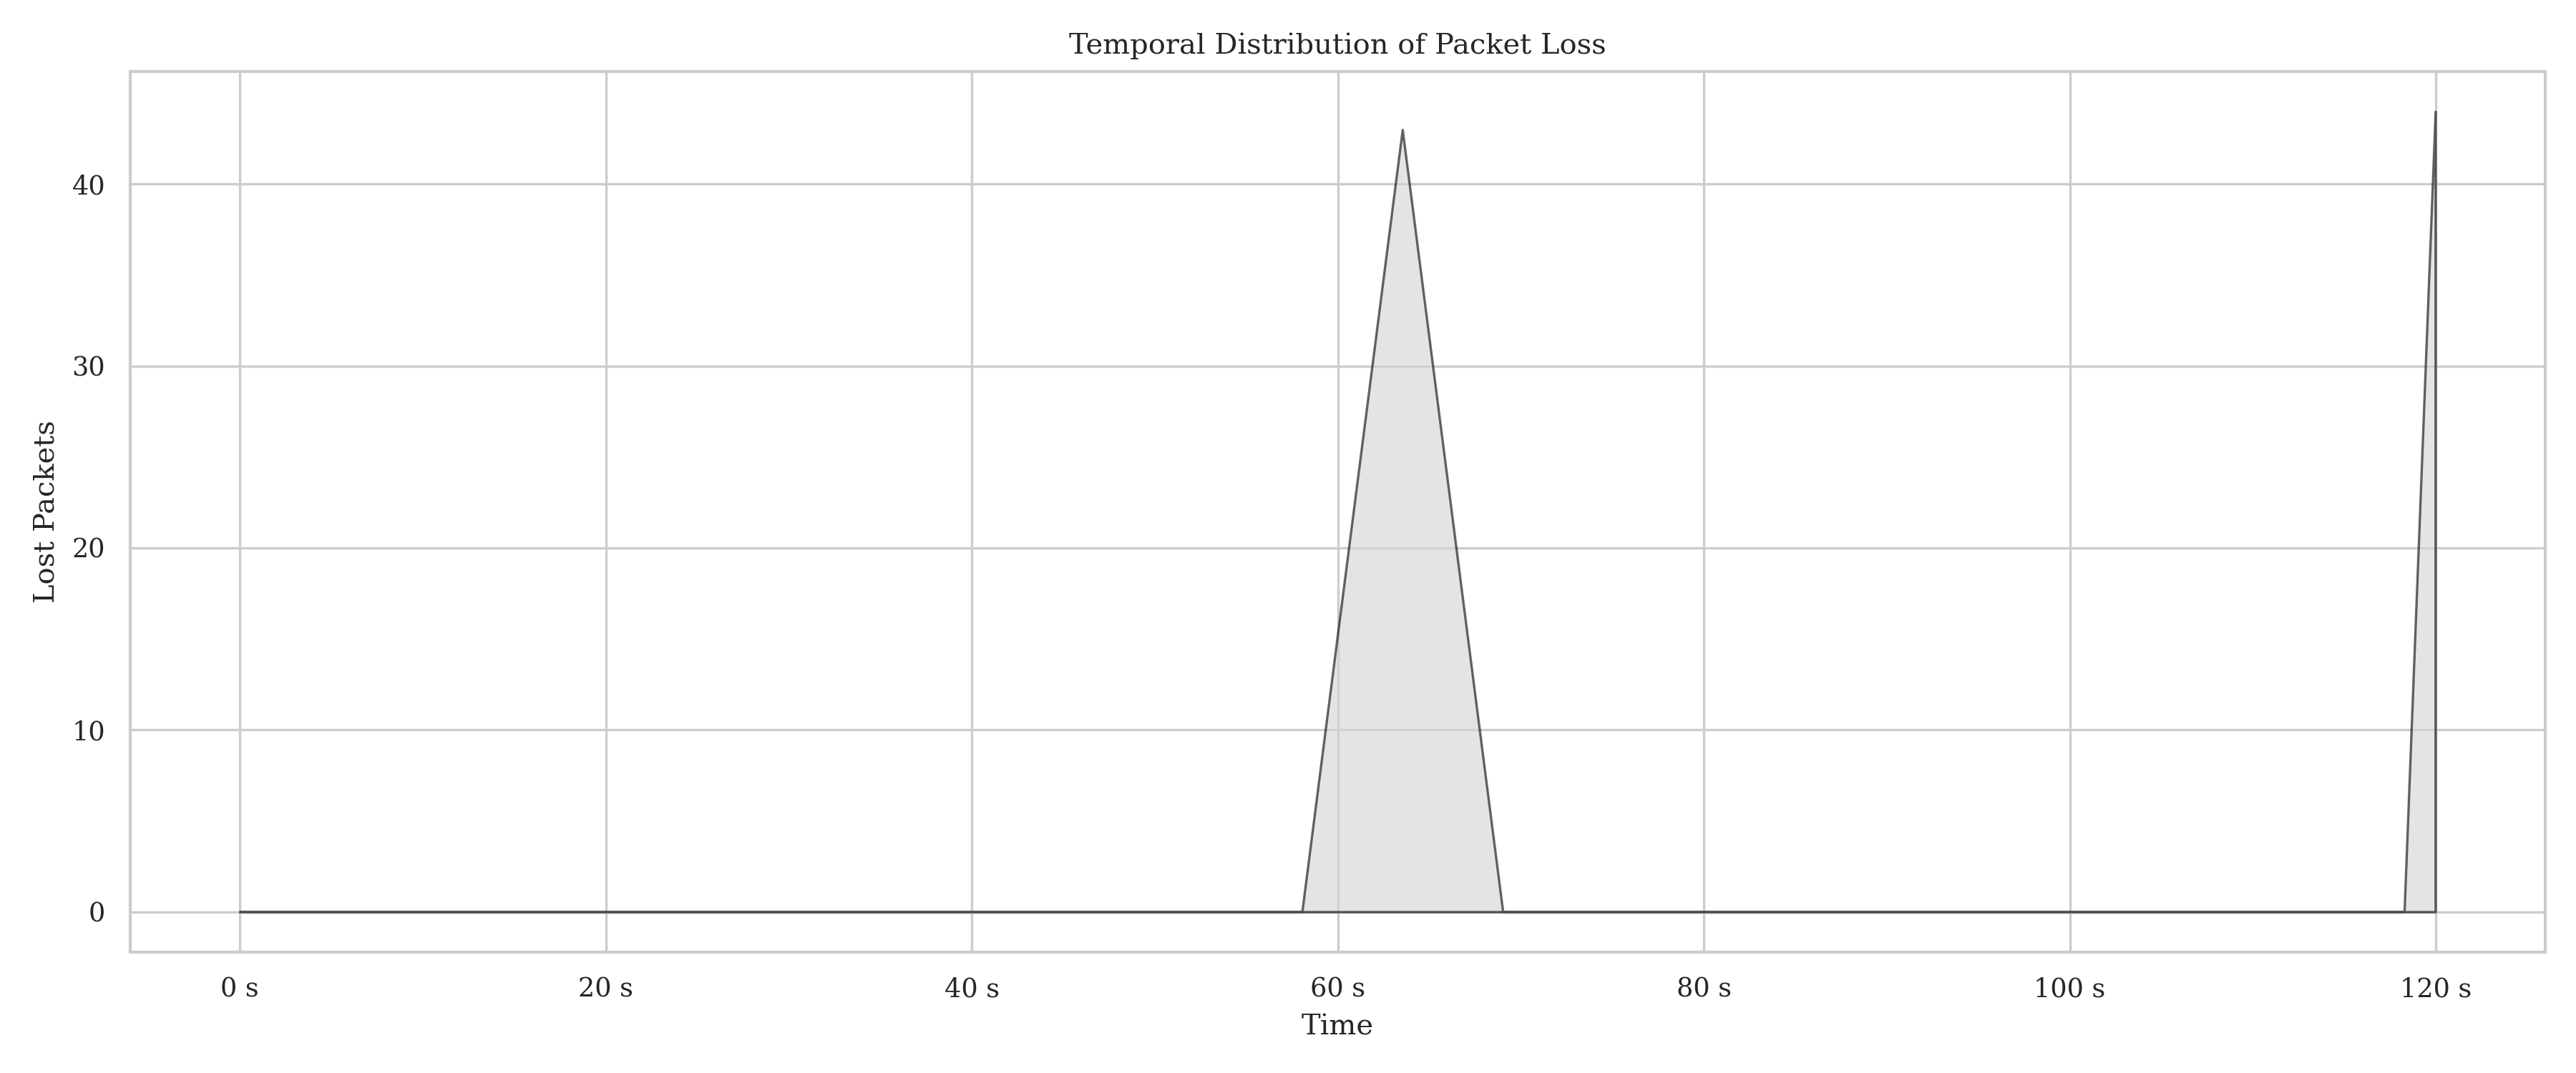 Temporal Distribution of Packet Loss
Lost Packets
40
30
20
10
0
0 s 20 s 40 s 60 s 80 s 100 s 120 s
Time